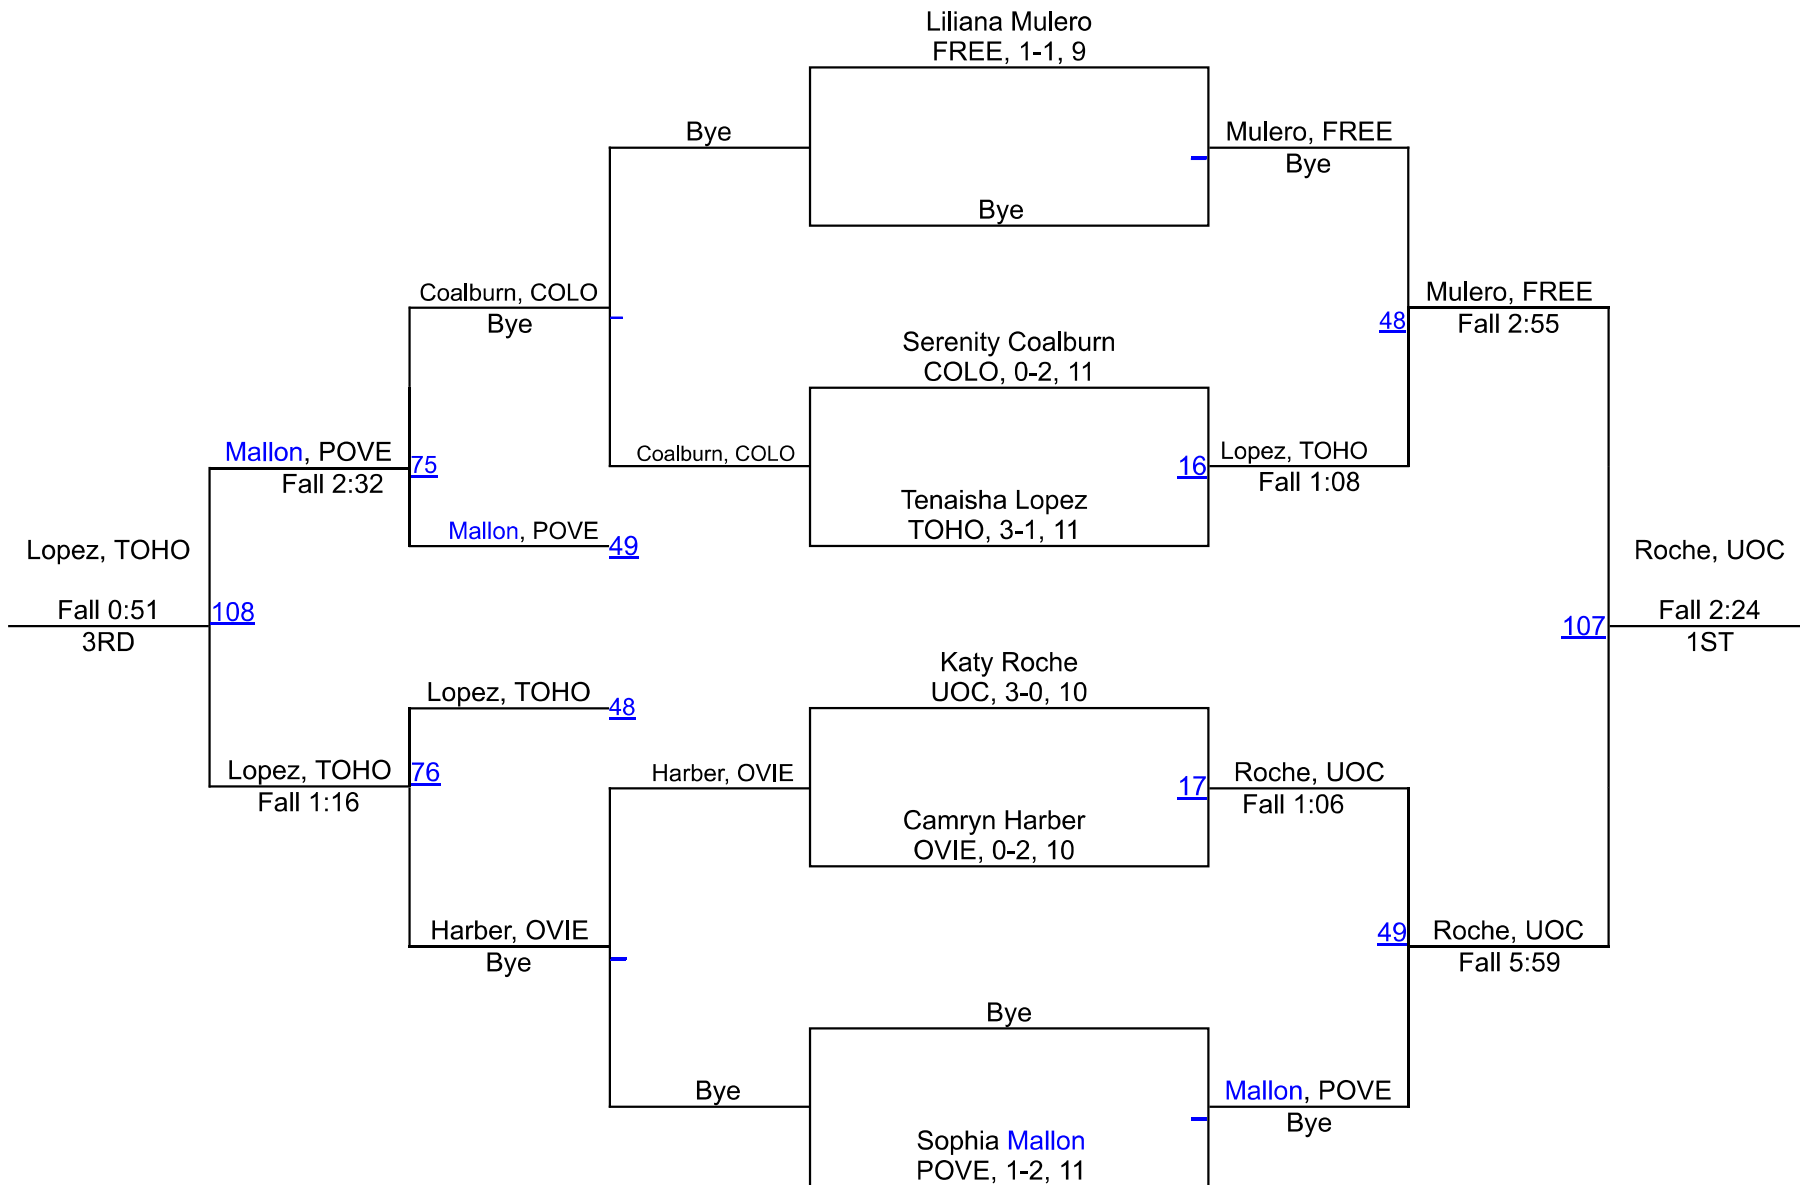 Liliana Mulero
FREE, 1-1, 9
Bye
Mulero, FREE
Bye
Bye
Coalburn, COLO
Bye
Mulero, FREE
48
Fall 2:55
Serenity Coalburn
COLO, 0-2, 11
Mallon, POVE
75
Fall 2:32
Coalburn, COLO
16
Lopez, TOHO
Fall 1:08
Tenaisha Lopez
TOHO, 3-1, 11
Mallon, POVE
49
Lopez, TOHO
Roche, UOC
Fall 0:51
108
3RD
107
Fall 2:24
1ST
Katy Roche
UOC, 3-0, 10
Lopez, TOHO
48
Lopez, TOHO
76
Fall 1:16
Harber, OVIE
17
Roche, UOC
Fall 1:06
Camryn Harber
OVIE, 0-2, 10
Harber, OVIE
Bye
49
Roche, UOC
Fall 5:59
Bye
Bye
Mallon, POVE
Bye
Sophia Mallon
POVE, 1-2, 11